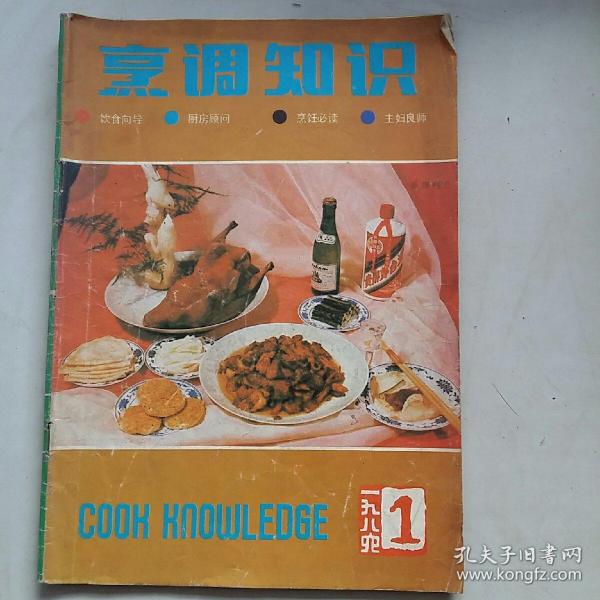 烹调知识
饮食向导 厨房顾问 烹饪必读 主妇良师
COOK KNOWLEDGE
一九八四
1
孔夫子旧书网
www.kongfz.com